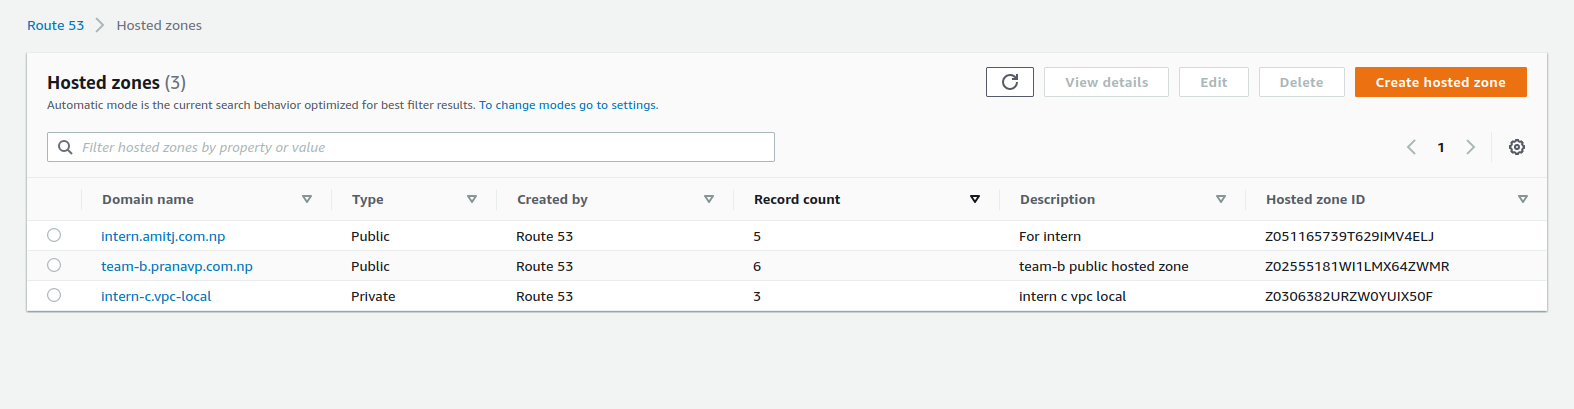 Route 53 Hosted zones
Hosted zones (3)
View details Edit Delete Create hosted zone
Automatic mode is the current search behavior optimized for best filter results. To change modes go to settings.
Filter hosted zones by property or value
1
Domain name Type Created by Record count Description Hosted zone ID
intern.amitj.com.np Public Route 53 5 For intern Z051165739T629IMV4ELJ
team-b.pranavp.com.np Public Route 53 6 team-b public hosted zone Z02555181WI1LMX64ZWMR
intern-c.vpc-local Private Route 53 3 intern c vpc local Z0306382URZW0YUIX50F